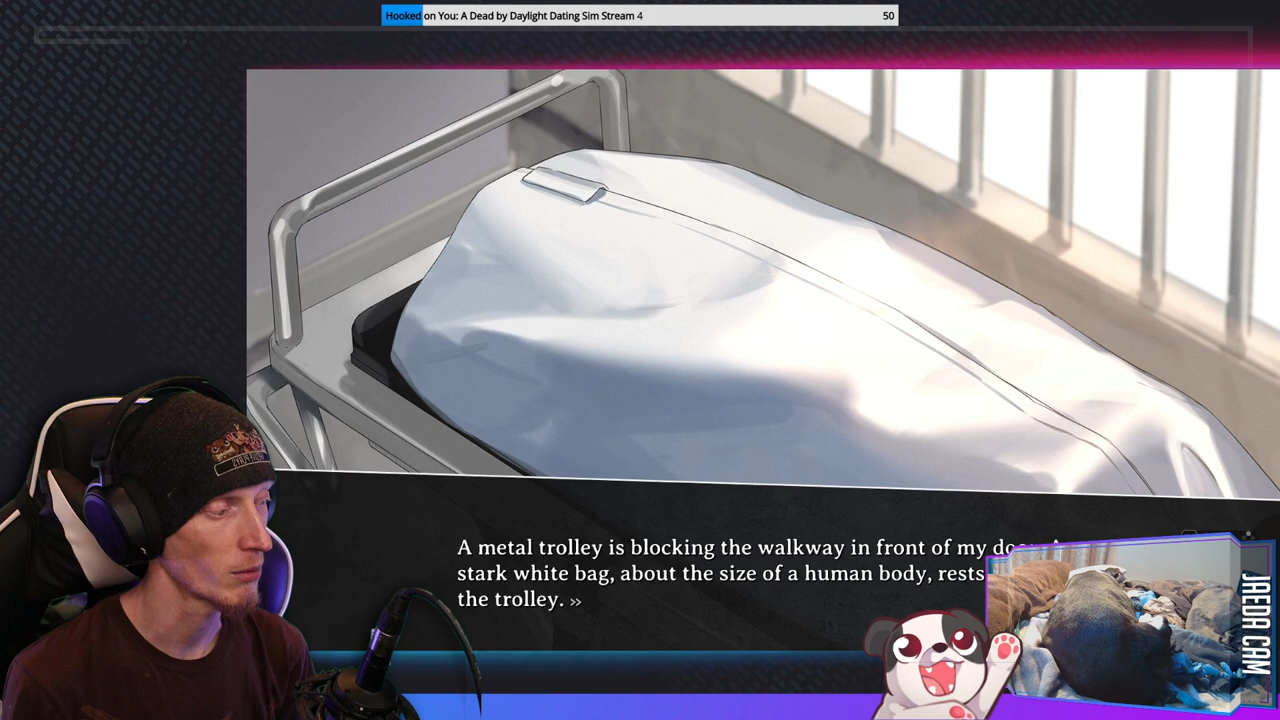 Hooked on You: A Dead by Daylight Dating Sim Stream 4 50
A metal trolley is blocking the walkway in front of my
stark white bag, about the size of a human body, rests
the trolley. »
JAEDA CAM